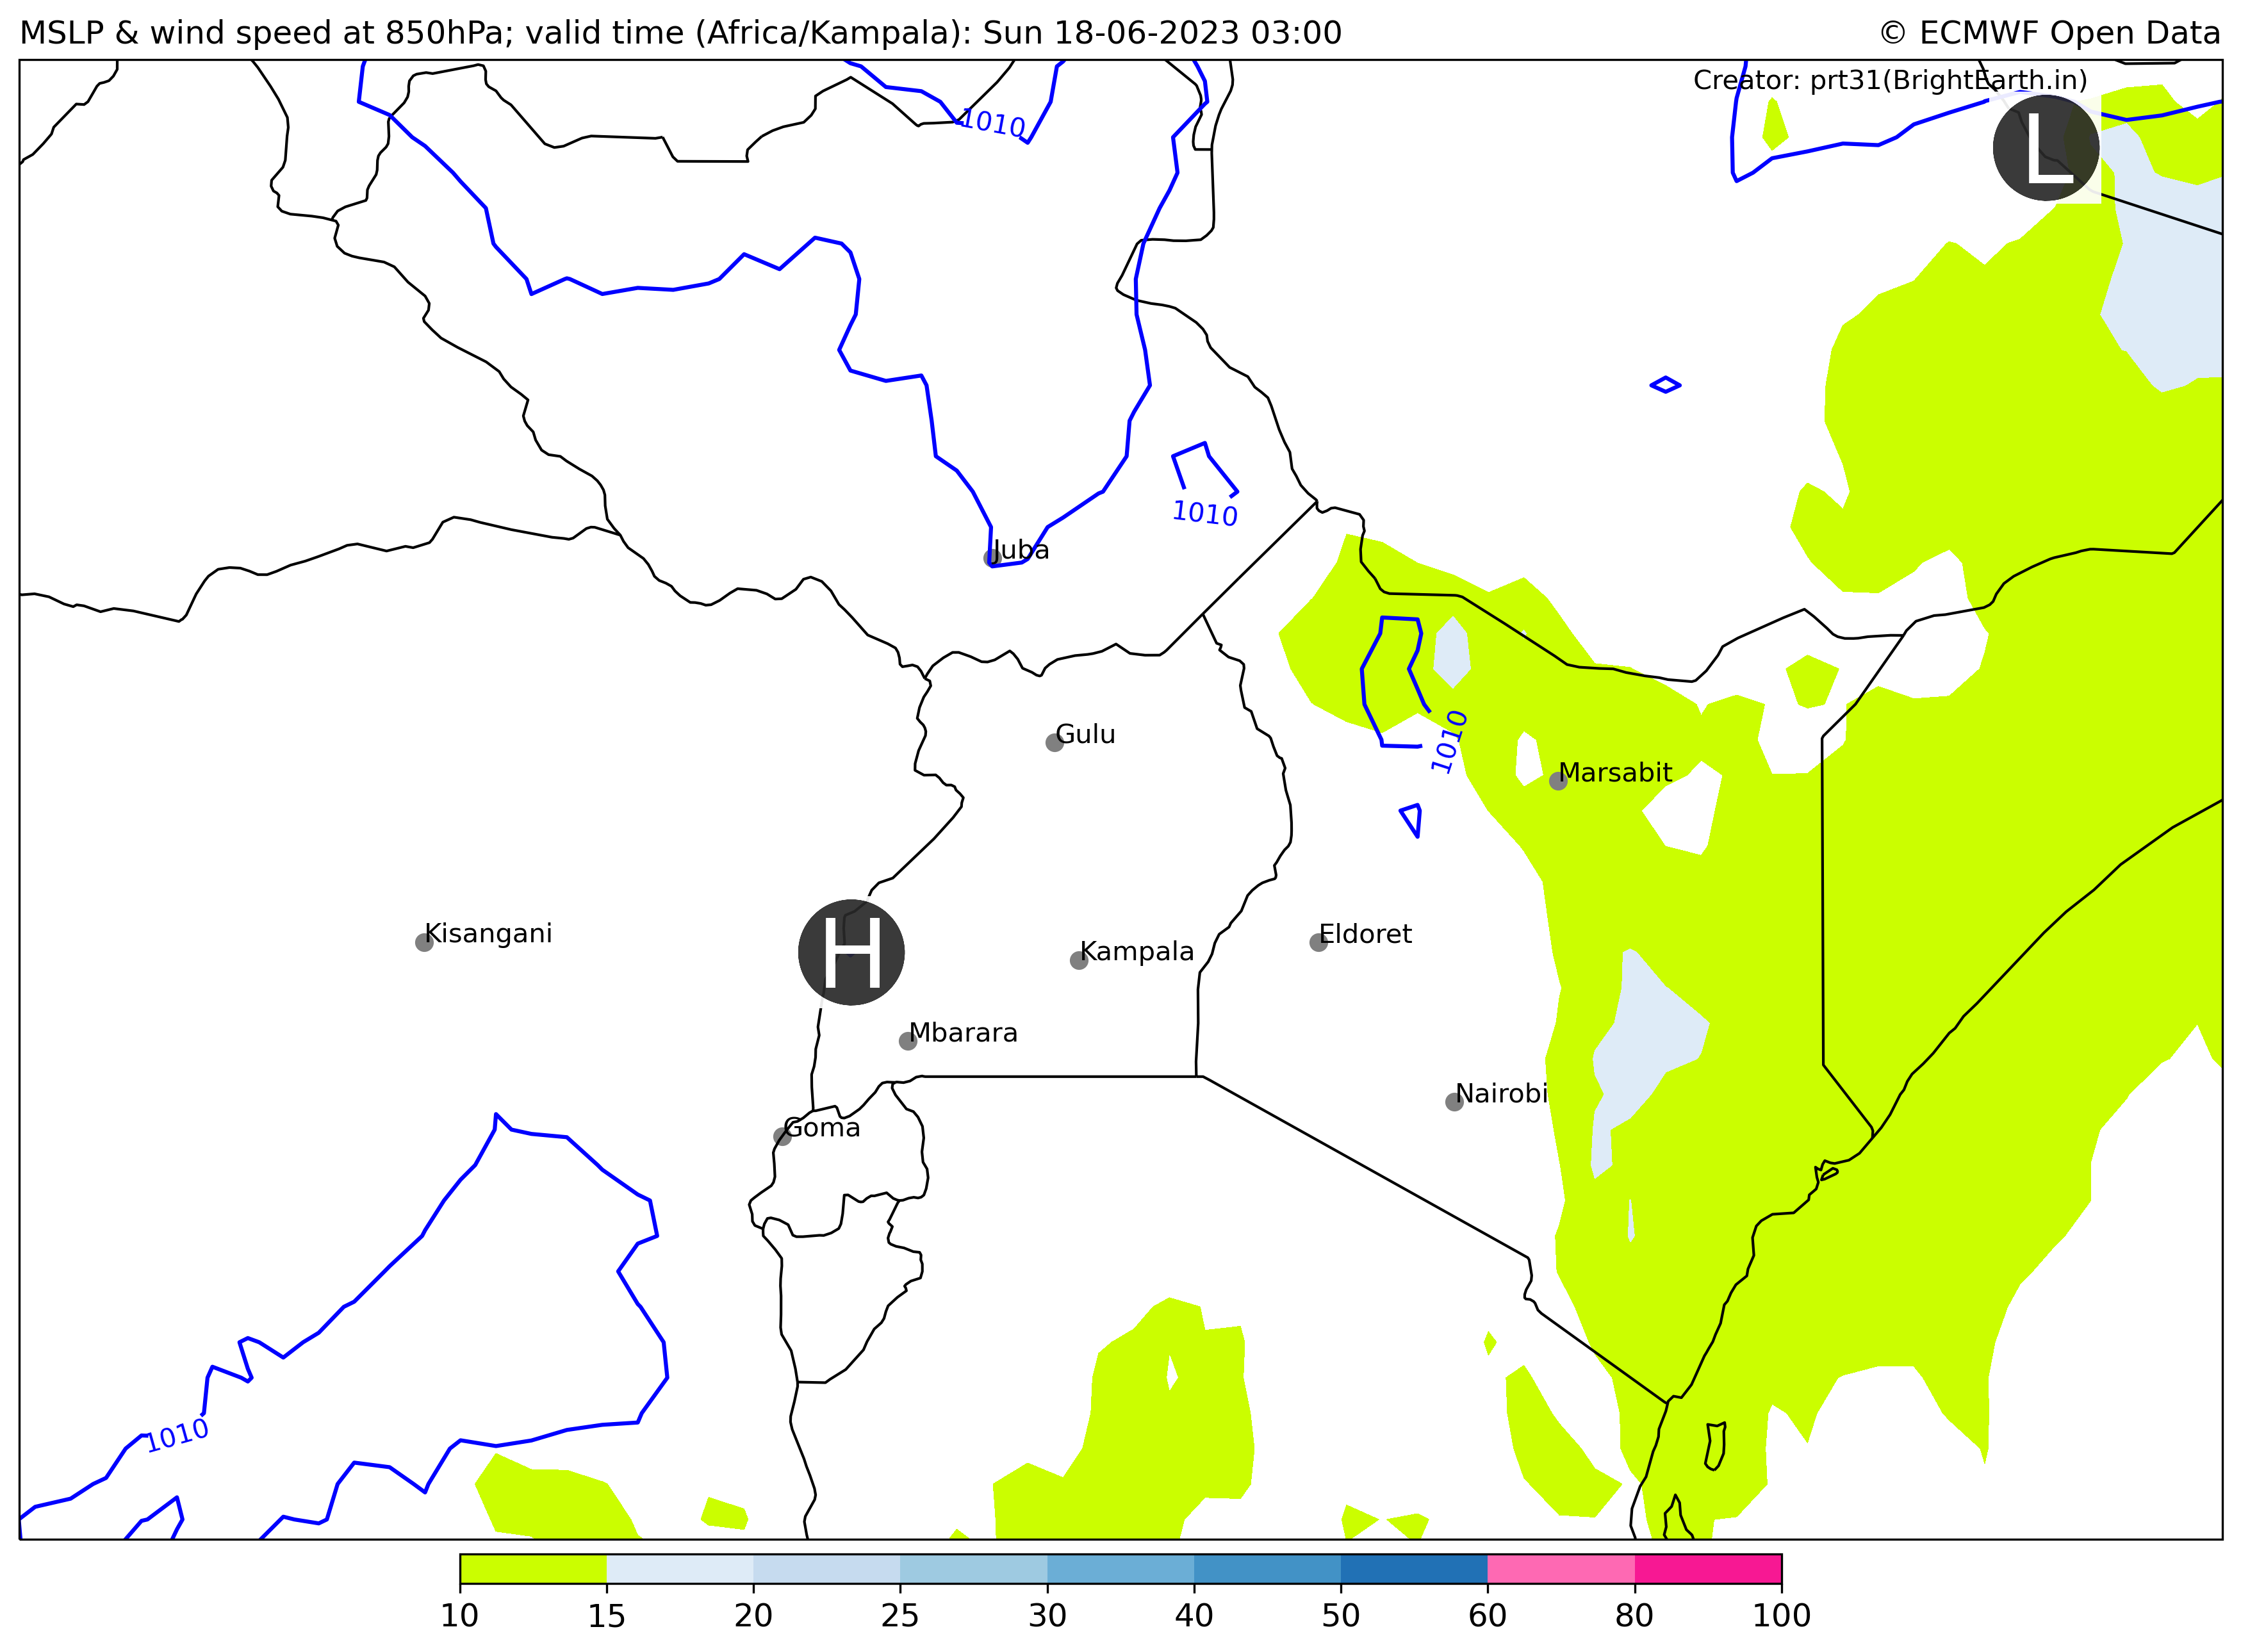 MSLP & wind speed at 850hPa; valid time (Africa/Kampala): Sun 18-06-2023 03:00
© ECMWF Open Data
Creator: prt31(BrightEarth.in)
1010
L
1010
Juba
Gulu
1010
Marsabit
Kisangani
H
Kampala
Eldoret
Mbarara
Nairobi
Goma
1010
10 15 20 25 30 40 50 60 80 100